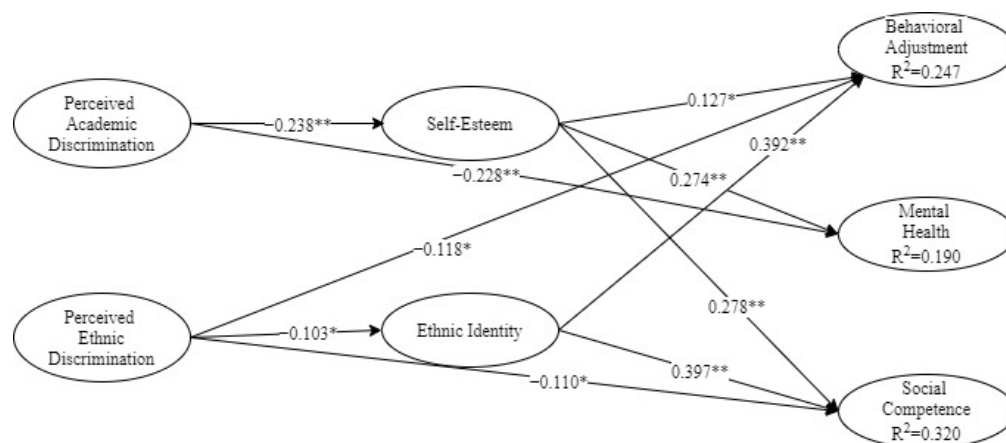 Behavioral
Adjustment
R²=0.247
Perceived
Academic
Discrimination
−0.238**
Self-Esteem
0.127*
0.392**
−0.228**
0.274**
Mental
Health
R²=0.190
−0.118*
Perceived
Ethnic
Discrimination
−0.103*
Ethnic Identity
0.278**
0.397**
−0.110*
Social
Competence
R²=0.320